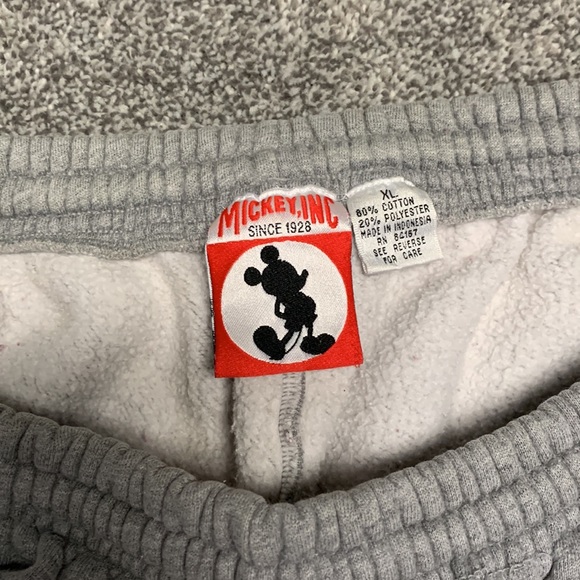 MICKEY, INC
SINCE 1928
XL
80% COTTON
20% POLYESTER
MADE IN INDONESIA
RN 84167
SEE REVERSE
FOR CARE